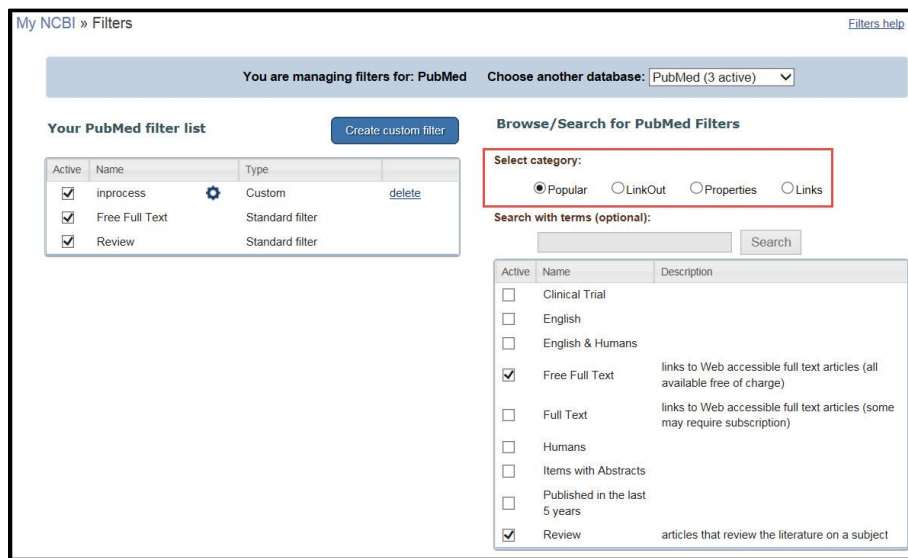 My NCBI » Filters
Filters help
You are managing filters for: PubMed Choose another database: PubMed (3 active)
Your PubMed filter list
Create custom filter
Active Name Type
inprocess Custom delete
Free Full Text Standard filter
Review Standard filter
Browse/Search for PubMed Filters
Select category:
Popular LinkOut Properties Links
Search with terms (optional):
Search
Active Name Description
Clinical Trial
English
English & Humans
Free Full Text links to Web accessible full text articles (all
available free of charge)
Full Text links to Web accessible full text articles (some
may require subscription)
Humans
Items with Abstracts
Published in the last
5 years
Review articles that review the literature on a subject